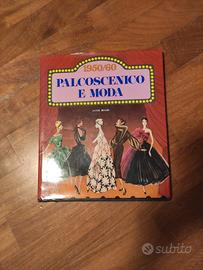 1950/60
PALCOSCENICO
E MODA
subito